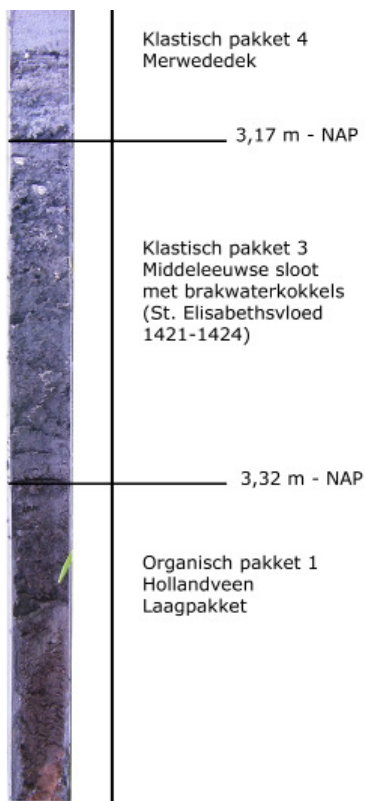 Klastisch pakket 4
Merwededek
3,17 m - NAP
Klastisch pakket 3
Middeleeuwse sloot
met brakwaterkokkels
(St. Elisabethsvloed
1421-1424)
3,32 m - NAP
Organisch pakket 1
Hollandveen
Laagpakket